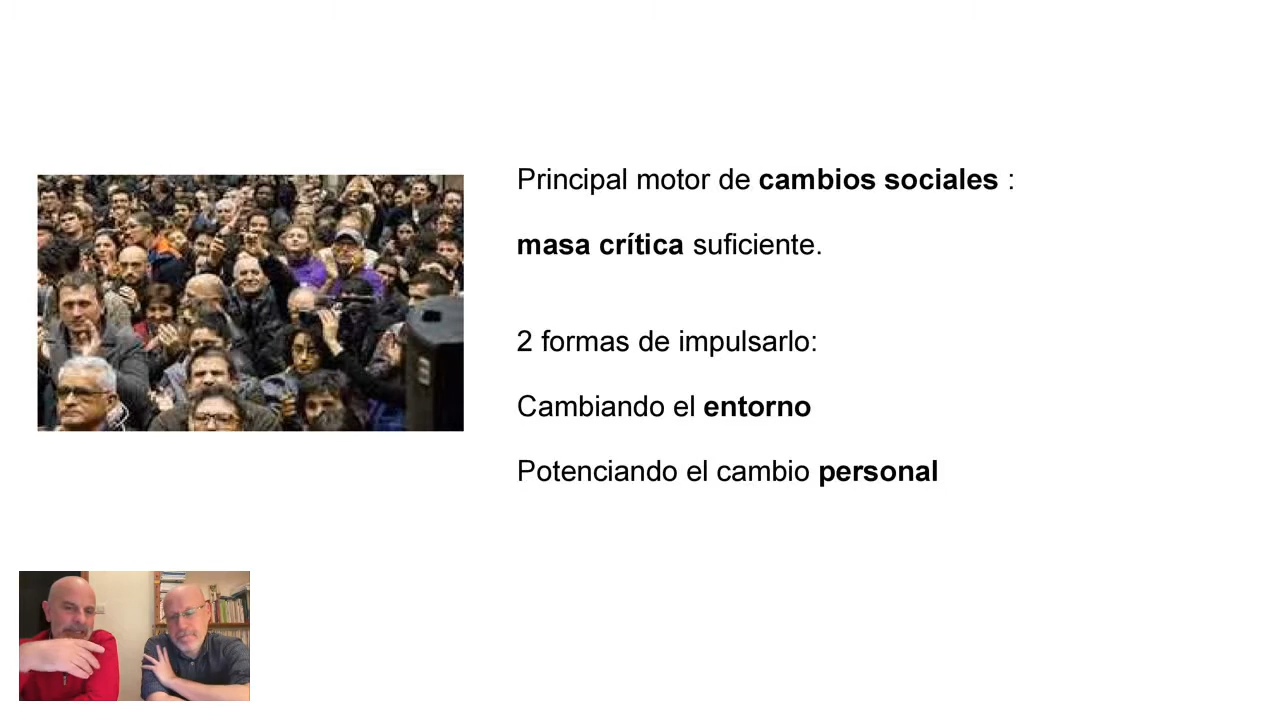 Principal motor de cambios sociales :
masa crítica suficiente.
2 formas de impulsarlo:
Cambiando el entorno
Potenciando el cambio personal